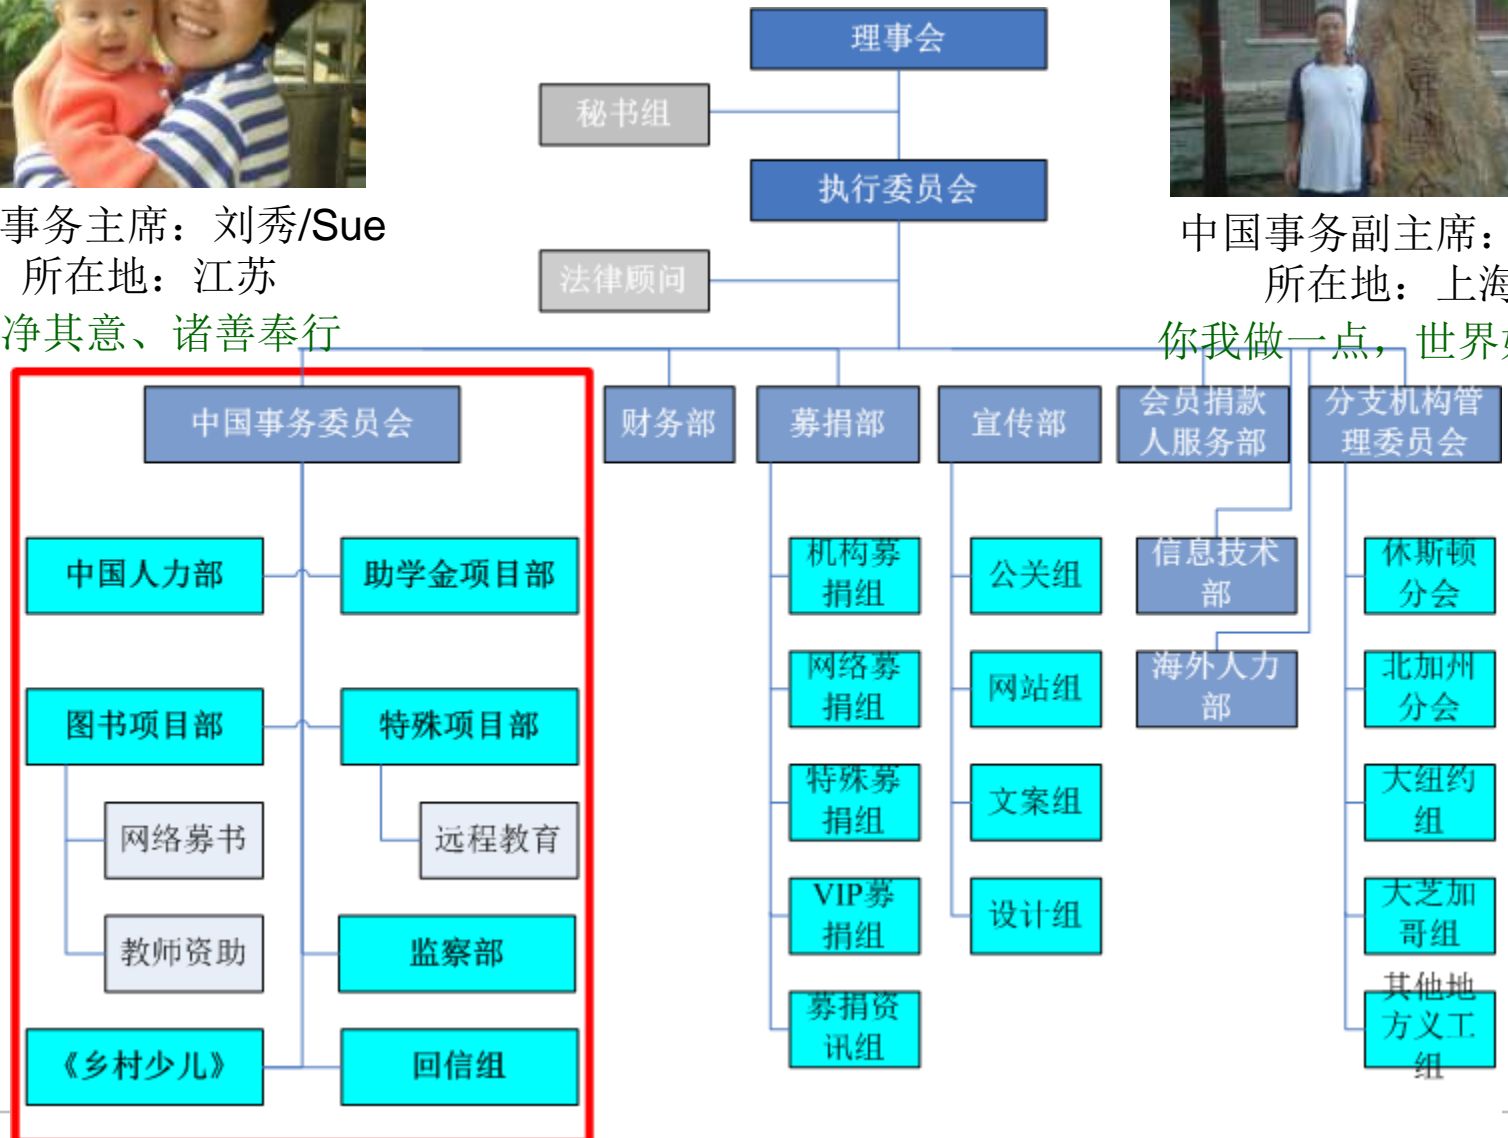 理事会
秘书组
执行委员会
法律顾问
事务主席：刘秀/Sue
所在地：江苏
净其意、诸善奉行
中国事务副主席：
所在地：上海
你我做一点，世界
中国事务委员会
财务部
募捐部
宣传部
会员捐款
人服务部
分支机构管
理委员会
中国人力部
助学金项目部
图书项目部
特殊项目部
网络募书
远程教育
教师资助
监察部
《乡村少儿》
回信组
机构募
捐组
网络募
捐组
特殊募
捐组
VIP募
捐组
募捐资
讯组
公关组
网站组
文案组
设计组
信息技术
部
海外人力
部
休斯顿
分会
北加州
分会
大纽约
组
大芝加
哥组
其他地
方义工
组